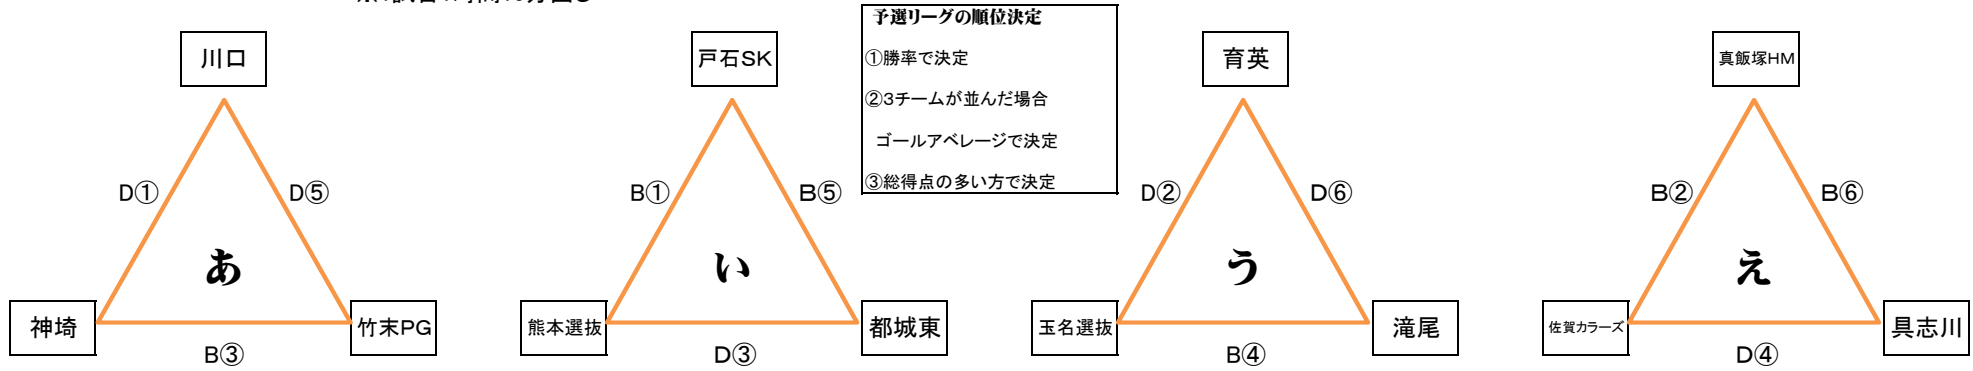 予選リーグの順位決定
①勝率で決定
②3チームが並んだ場合
ゴールアベレージで決定
③総得点の多い方で決定
川口
戸石SK
育英
真飯塚HM
D①
D⑤
B①
B⑤
D②
D⑥
B②
B⑥
あ
い
う
え
神埼
竹末PG
熊本選抜
都城東
玉名選抜
滝尾
佐賀カラーズ
具志川
B③
D③
B④
D④